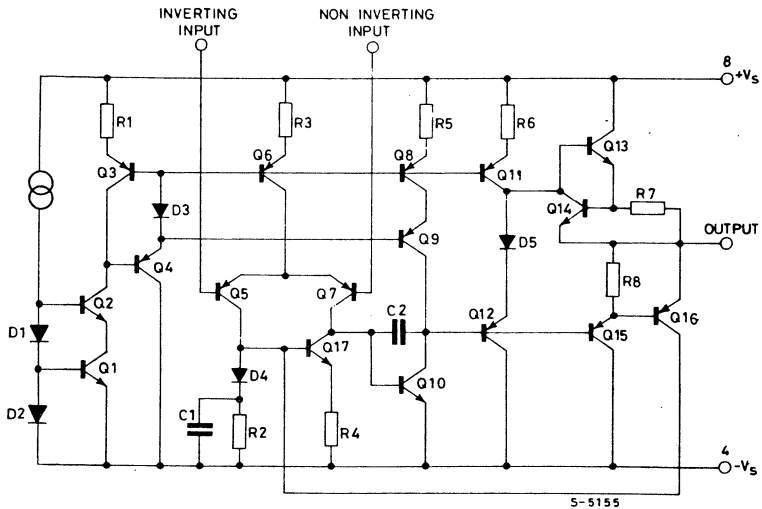 INVERTING
INPUT
NON INVERTING
INPUT
8
+Vs
R1
R3
R5
R6
Q3
Q6
Q8
Q11
Q13
D3
Q14
R7
OUTPUT
Q4
Q9
D5
R8
Q5
Q7
C2
Q2
Q12
Q15
Q16
D1
Q17
Q1
D4
Q10
D2
C1
R2
R4
4
-Vs
S-5155